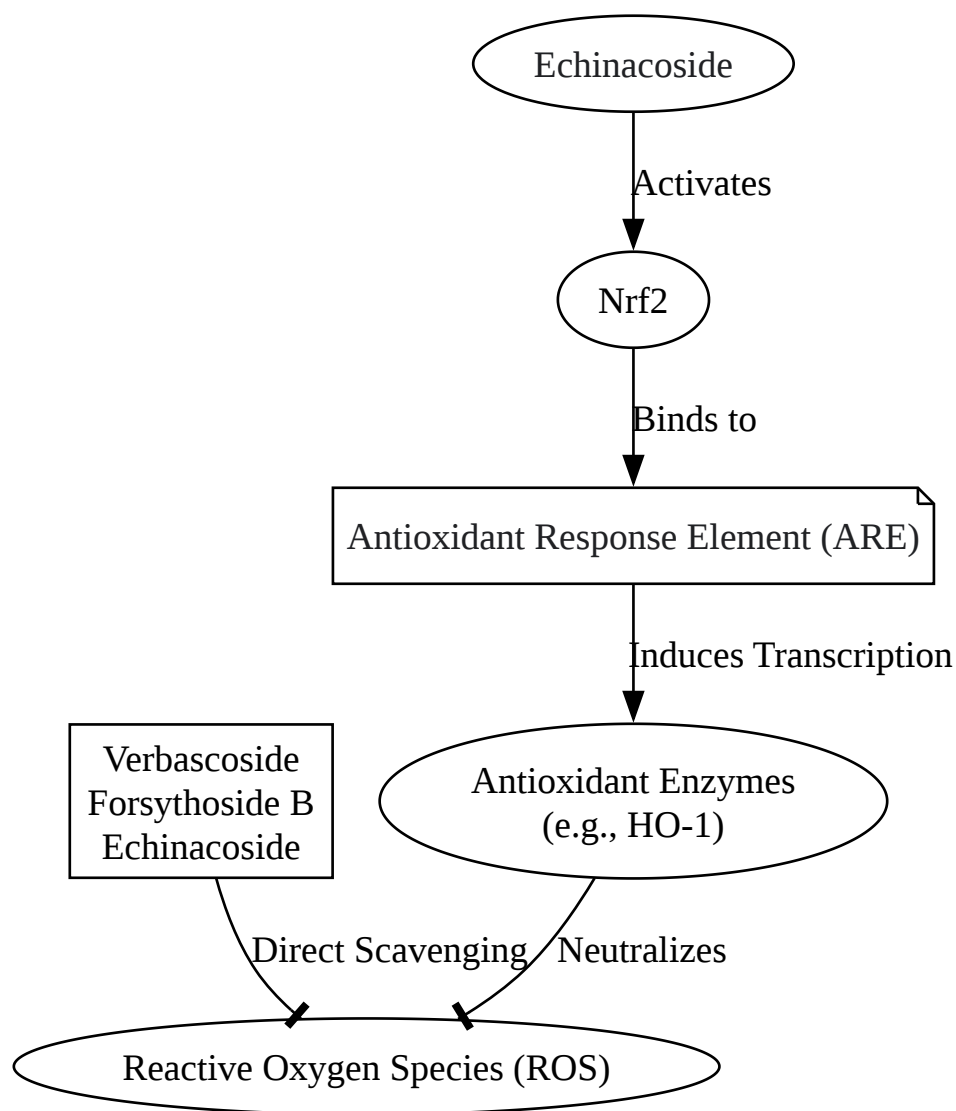 Echinacoside
Activates
Nrf2
Binds to
Antioxidant Response Element (ARE)
Induces Transcription
Verbascoside
Forsythoside B
Echinacoside
Antioxidant Enzymes
(e.g., HO-1)
Direct Scavenging
Neutralizes
Reactive Oxygen Species (ROS)